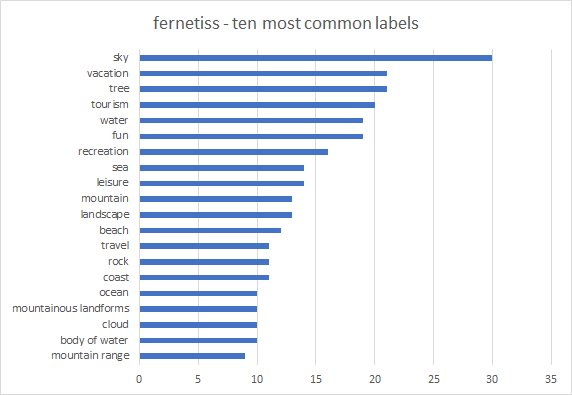 fernetiss - ten most common labels
sky
vacation
tree
tourism
water
fun
recreation
sea
leisure
mountain
landscape
beach
travel
rock
coast
ocean
mountainous landforms
cloud
body of water
mountain range
0 5 10 15 20 25 30 35